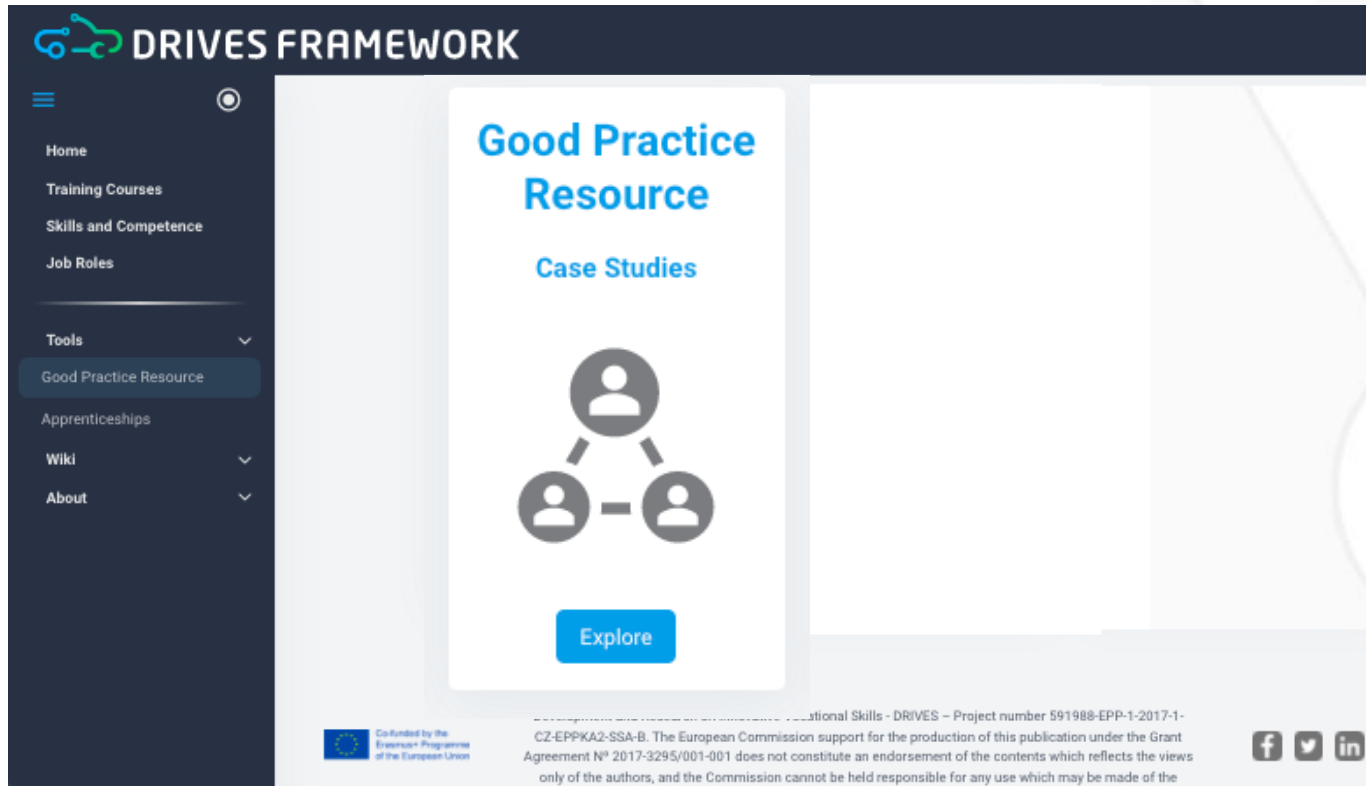 DRIVES FRAMEWORK
Home
Training Courses
Skills and Competence
Job Roles
Tools
Good Practice Resource
Apprenticeships
Wiki
About
Good Practice
Resource
Case Studies
Explore
Co-funded by the
Erasmus+ Programme
of the European Union
ational Skills - DRIVES – Project number 591988-EPP-1-2017-1-
CZ-EPPKA2-SSA-B. The European Commission support for the production of this publication under the Grant
Agreement Nº 2017-3295/001-001 does not constitute an endorsement of the contents which reflects the views
only of the authors, and the Commission cannot be held responsible for any use which may be made of the
f
in